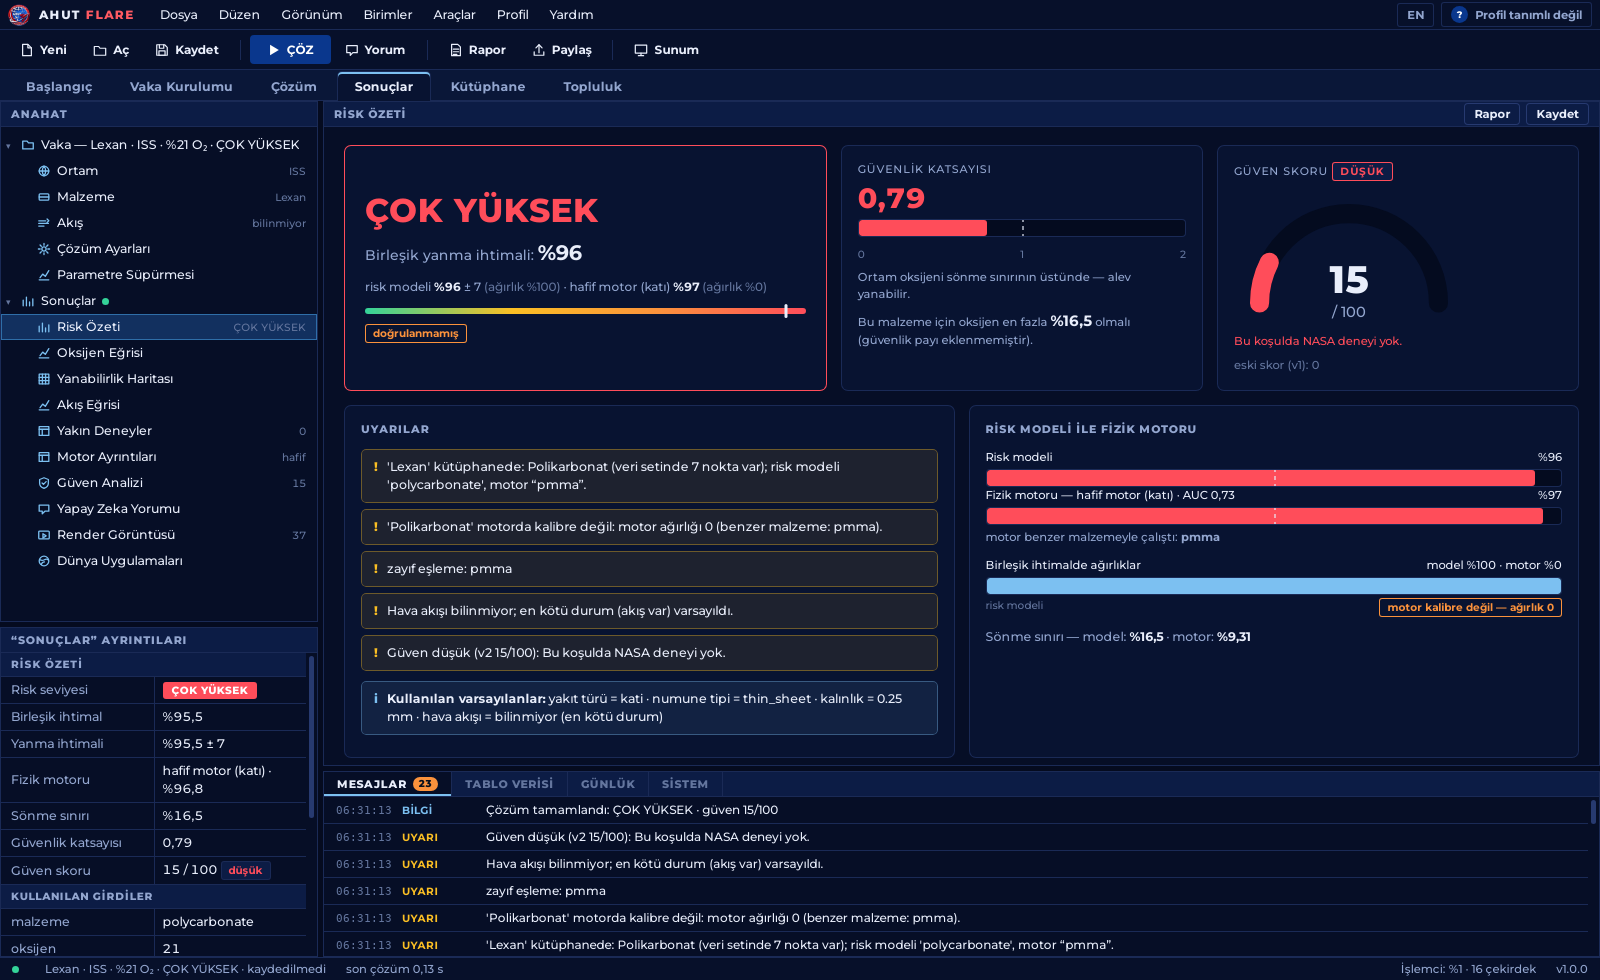 AHUT FLARE
Dosya Düzen Görünüm Birimler Araçlar Profil Yardım
EN
? Profil tanımlı değil
Yeni Aç Kaydet ÇÖZ Yorum Rapor Paylaş Sunum
Başlangıç Vaka Kurulumu Çözüm Sonuçlar Kütüphane Topluluk
ANAHAT
Vaka — Lexan · ISS · %21 O₂ · ÇOK YÜKSEK
Ortam ISS
Malzeme Lexan
Akış bilinmiyor
Çözüm Ayarları
Parametre Süpürmesi
Sonuçlar
Risk Özeti ÇOK YÜKSEK
Oksijen Eğrisi
Yanabilirlik Haritası
Akış Eğrisi
Yakın Deneyler 0
Motor Ayrıntıları hafif
Güven Analizi 15
Yapay Zeka Yorumu
Render Görüntüsü 37
Dünya Uygulamaları
“SONUÇLAR” AYRINTILARI
RİSK ÖZETİ
Risk seviyesi ÇOK YÜKSEK
Birleşik ihtimal %95,5
Yanma ihtimali %95,5 ± 7
Fizik motoru hafif motor (katı) ·
%96,8
Sönme sınırı %16,5
Güvenlik katsayısı 0,79
Güven skoru 15 / 100 düşük
KULLANILAN GİRDİLER
malzeme polycarbonate
oksijen 21
RİSK ÖZETİ
Rapor Kaydet
ÇOK YÜKSEK
Birleşik yanma ihtimali: %96
risk modeli %96 ± 7 (ağırlık %100) · hafif motor (katı) %97 (ağırlık %0)
doğrulanmamış
GÜVENLİK KATSAYISI
0,79
0 1 2
Ortam oksijeni sönme sınırının üstünde — alev
yanabilir.
Bu malzeme için oksijen en fazla %16,5 olmalı
(güvenlik payı eklenmemiştir).
GÜVEN SKORU DÜŞÜK
15
/ 100
Bu koşulda NASA deneyi yok.
eski skor (v1): 0
UYARILAR
! 'Lexan' kütüphanede: Polikarbonat (veri setinde 7 nokta var); risk modeli
'polycarbonate', motor “pmma”.
! 'Polikarbonat' motorda kalibre değil: motor ağırlığı 0 (benzer malzeme: pmma).
! zayıf eşleme: pmma
! Hava akışı bilinmiyor; en kötü durum (akış var) varsayıldı.
! Güven düşük (v2 15/100): Bu koşulda NASA deneyi yok.
i Kullanılan varsayılanlar: yakıt türü = kati · numune tipi = thin_sheet · kalınlık = 0.25
mm · hava akışı = bilinmiyor (en kötü durum)
RİSK MODELİ İLE FİZİK MOTORU
Risk modeli %96
Fizik motoru — hafif motor (katı) · AUC 0,73 %97
motor benzer malzemeyle çalıştı: pmma
Birleşik ihtimalde ağırlıklar model %100 · motor %0
risk modeli motor kalibre değil — ağırlık 0
Sönme sınırı — model: %16,5 · motor: %9,31
MESAJLAR 23 TABLO VERİSİ GÜNLÜK SİSTEM
06:31:13 BİLGİ Çözüm tamamlandı: ÇOK YÜKSEK · güven 15/100
06:31:13 UYARI Güven düşük (v2 15/100): Bu koşulda NASA deneyi yok.
06:31:13 UYARI Hava akışı bilinmiyor; en kötü durum (akış var) varsayıldı.
06:31:13 UYARI zayıf eşleme: pmma
06:31:13 UYARI 'Polikarbonat' motorda kalibre değil: motor ağırlığı 0 (benzer malzeme: pmma).
06:31:13 UYARI 'Lexan' kütüphanede: Polikarbonat (veri setinde 7 nokta var); risk modeli 'polycarbonate', motor “pmma”.
Lexan · ISS · %21 O₂ · ÇOK YÜKSEK · kaydedilmedi son çözüm 0,13 s
İşlemci: %1 · 16 çekirdek v1.0.0